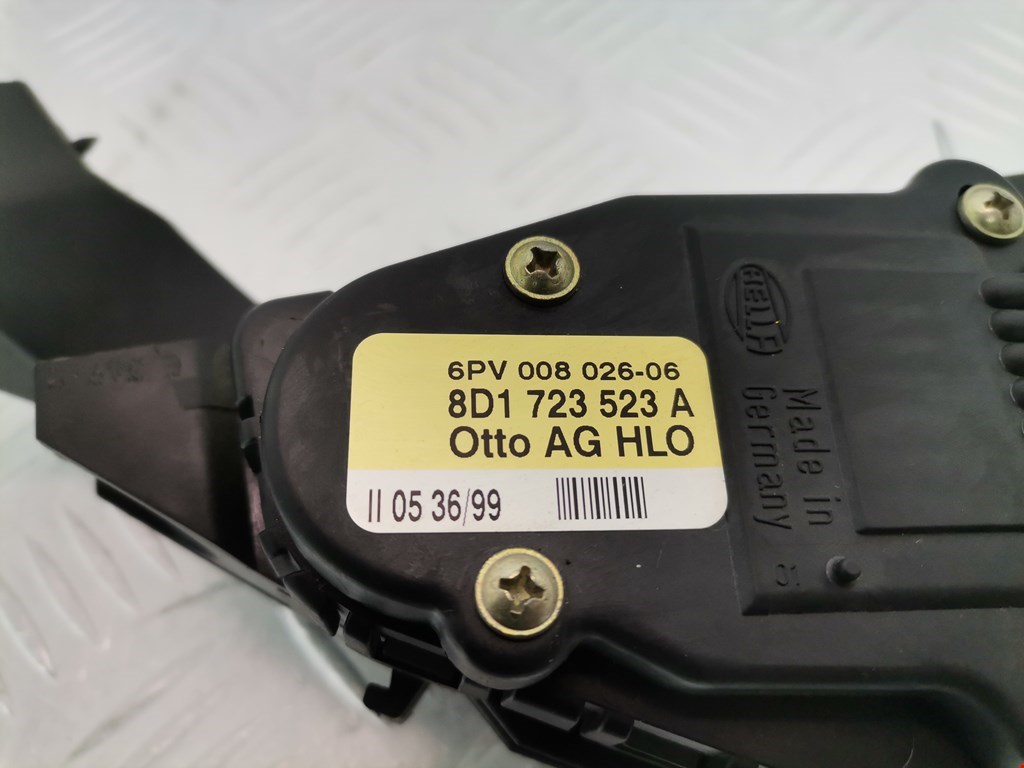 6PV 008 026-06
8D1 723 523 A
Otto AG HLO
II 05 36/99
HELLA
Made in
Germany